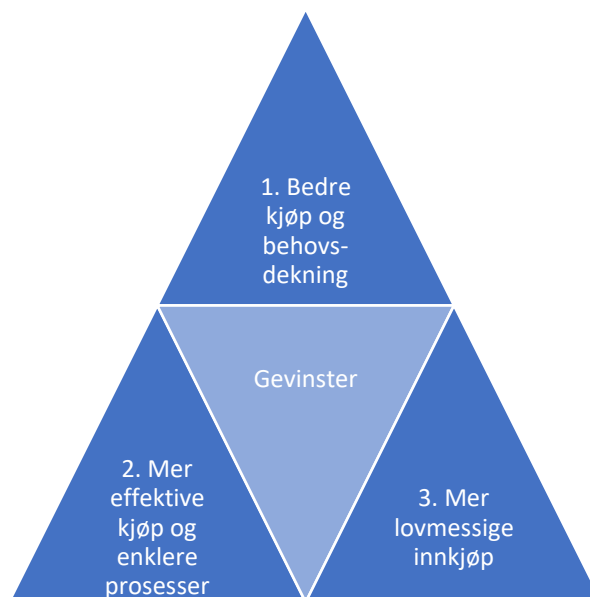 1. Bedre
kjøp og
behovs-
dekning
Gevinster
2. Mer
effektive
kjøp og
enklere
prosesser
3. Mer
lovmessige
innkjøp